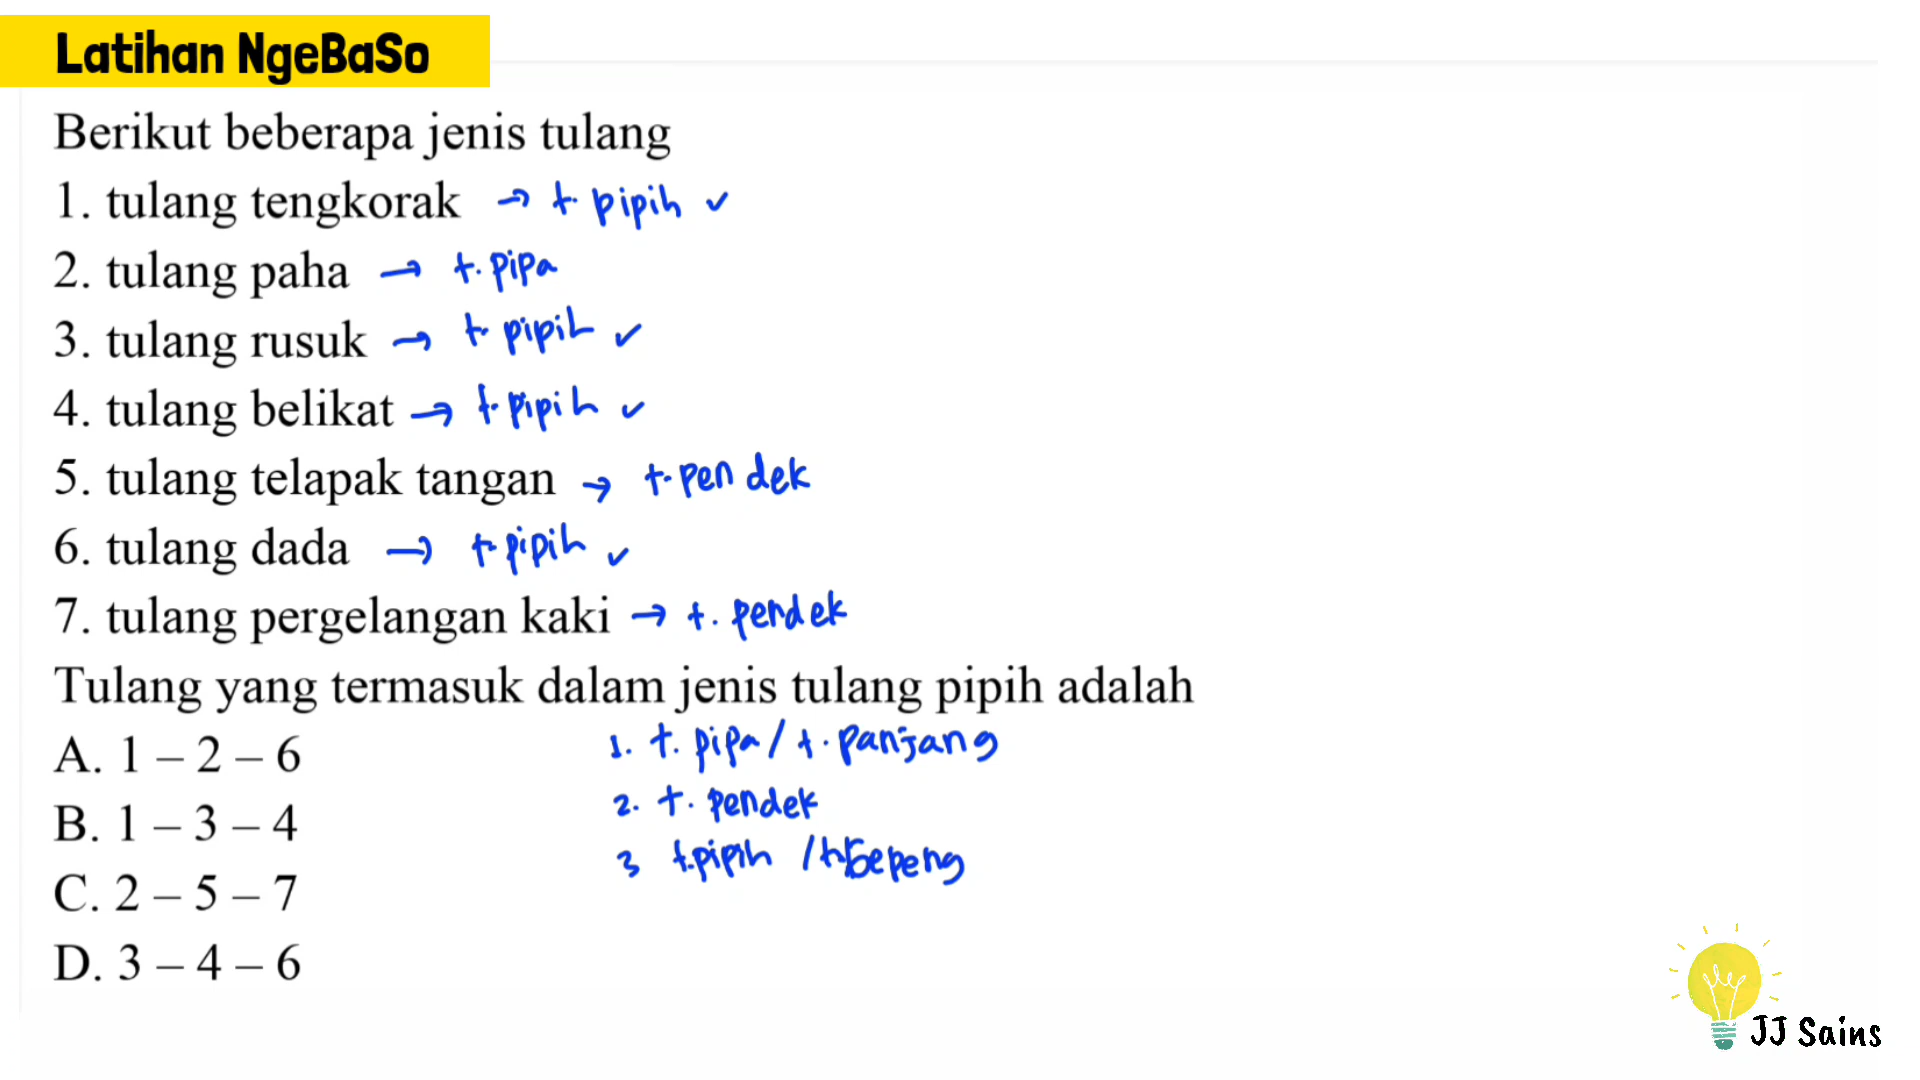 Latihan NgeBaSo
Berikut beberapa jenis tulang
1. tulang tengkorak → t. pipih ✓
2. tulang paha → t. pipa
3. tulang rusuk → t. pipih ✓
4. tulang belikat → t. pipih ✓
5. tulang telapak tangan → t. pendek
6. tulang dada → t. pipih ✓
7. tulang pergelangan kaki → t. pendek
Tulang yang termasuk dalam jenis tulang pipih adalah
A. 1 – 2 – 6
B. 1 – 3 – 4
C. 2 – 5 – 7
D. 3 – 4 – 6
1. t. pipa / t. panjang
2. t. pendek
3 t. pipih / gepeng
JJ Sains